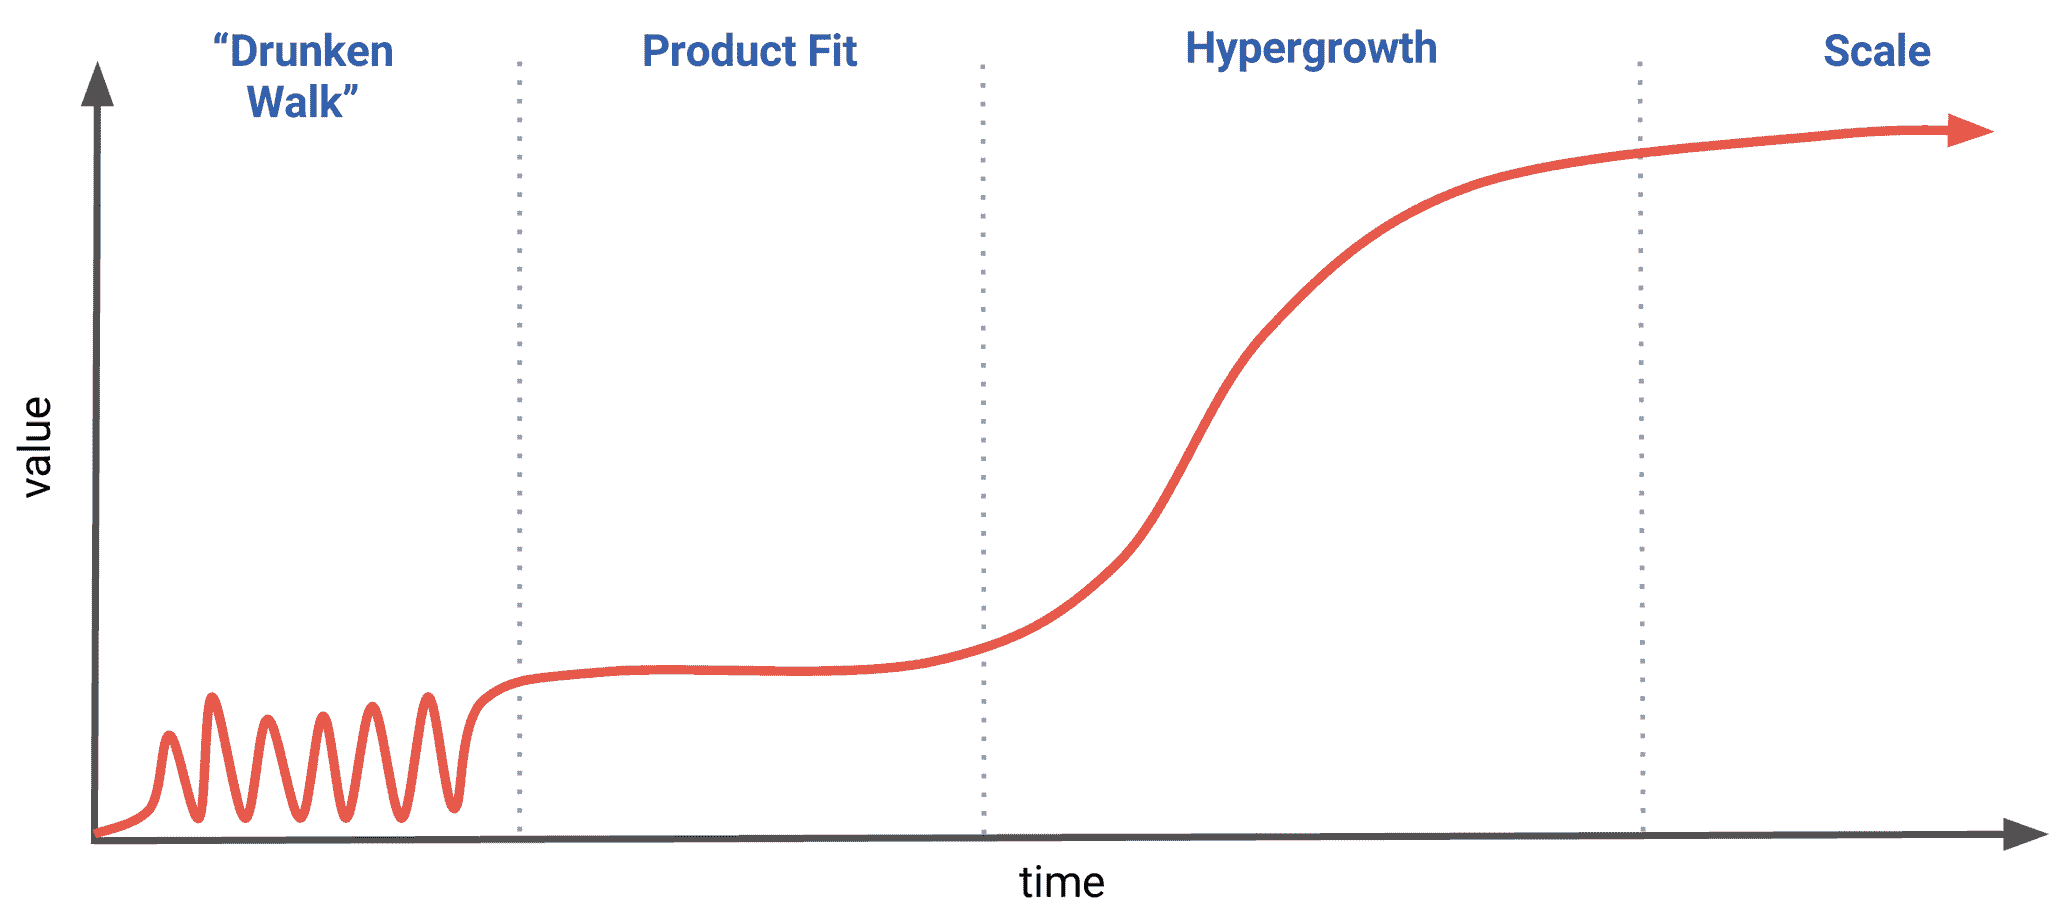 “Drunken
Walk”
Product Fit
Hypergrowth
Scale
value
time